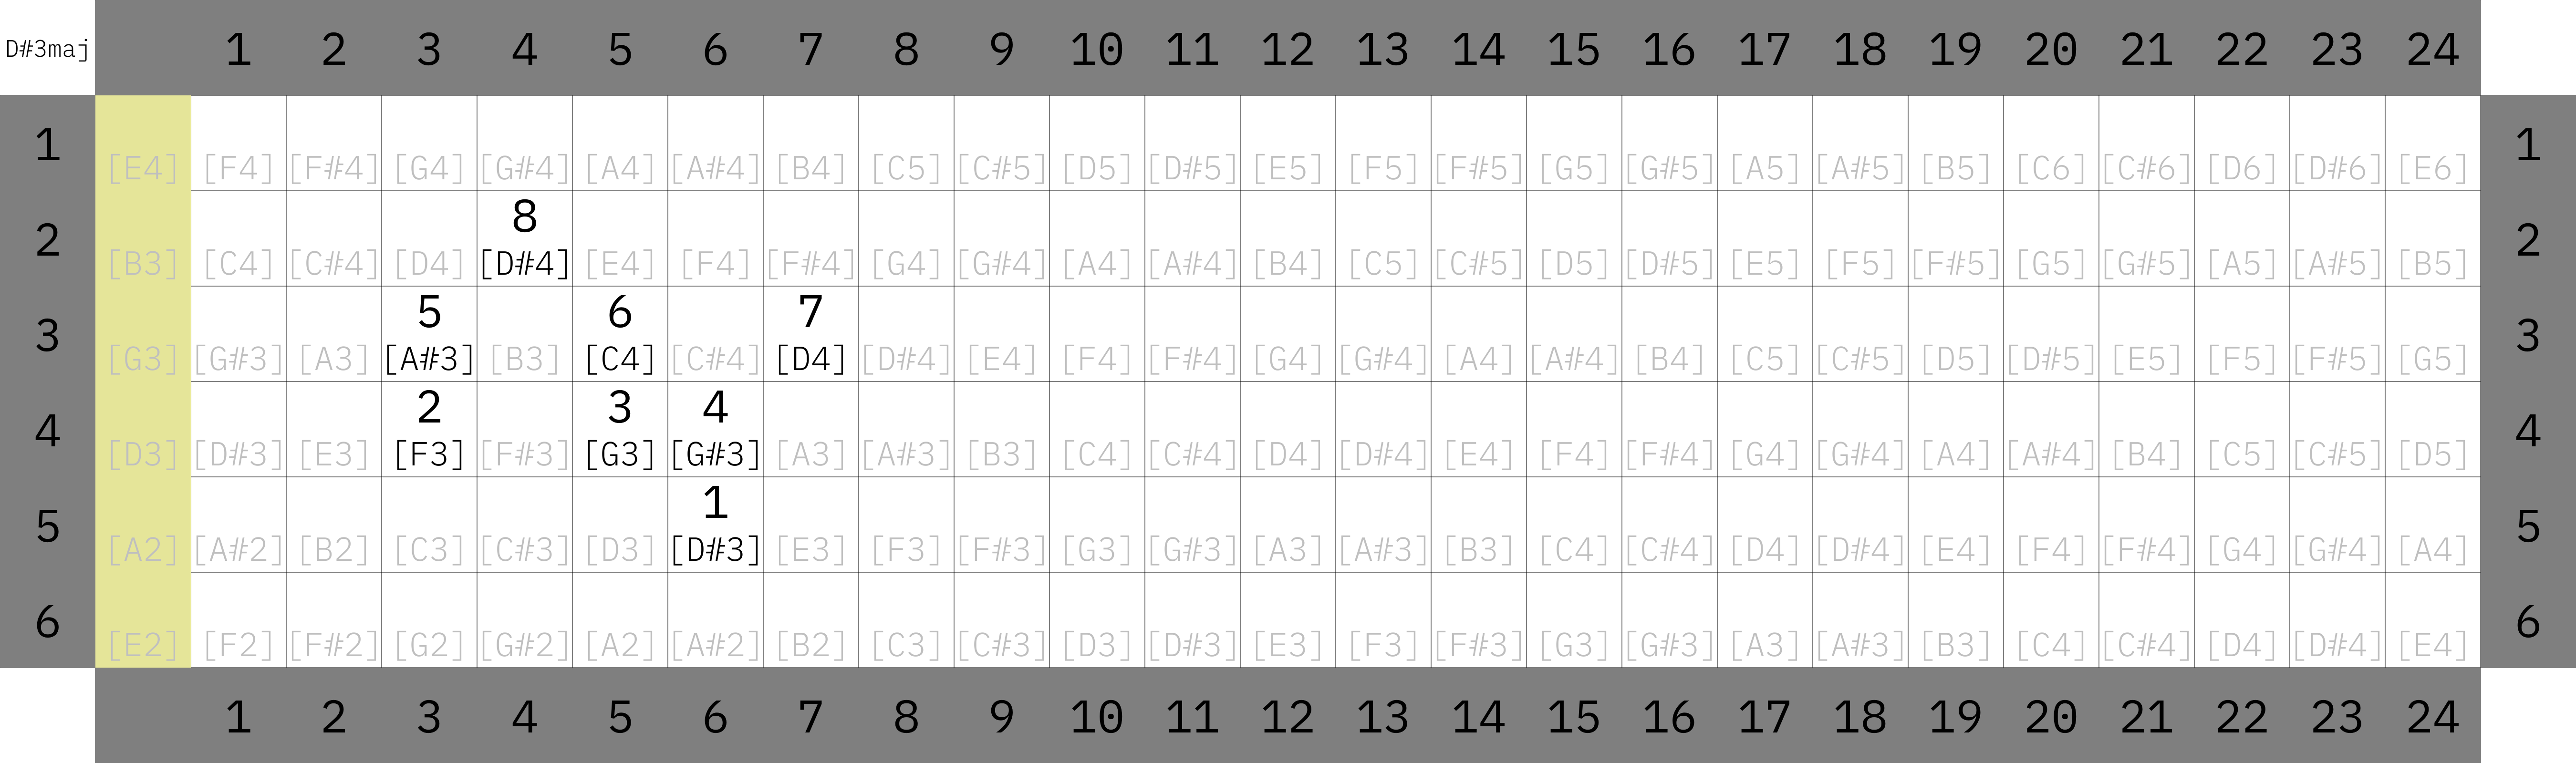 D#3maj 1 2 3 4 5 6 7 8 9 10 11 12 13 14 15 16 17 18 19 20 21 22 23 24
1 1
[E4] [F4] [F#4] [G4] [G#4] [A4] [A#4] [B4] [C5] [C#5] [D5] [D#5] [E5] [F5] [F#5] [G5] [G#5] [A5] [A#5] [B5] [C6] [C#6] [D6] [D#6] [E6]
2 8 2
[B3] [C4] [C#4] [D4] [D#4] [E4] [F4] [F#4] [G4] [G#4] [A4] [A#4] [B4] [C5] [C#5] [D5] [D#5] [E5] [F5] [F#5] [G5] [G#5] [A5] [A#5] [B5]
3 5 6 7 3
[G3] [G#3] [A3] [A#3] [B3] [C4] [C#4] [D4] [D#4] [E4] [F4] [F#4] [G4] [G#4] [A4] [A#4] [B4] [C5] [C#5] [D5] [D#5] [E5] [F5] [F#5] [G5]
4 2 3 4 4
[D3] [D#3] [E3] [F3] [F#3] [G3] [G#3] [A3] [A#3] [B3] [C4] [C#4] [D4] [D#4] [E4] [F4] [F#4] [G4] [G#4] [A4] [A#4] [B4] [C5] [C#5] [D5]
5 1 5
[A2] [A#2] [B2] [C3] [C#3] [D3] [D#3] [E3] [F3] [F#3] [G3] [G#3] [A3] [A#3] [B3] [C4] [C#4] [D4] [D#4] [E4] [F4] [F#4] [G4] [G#4] [A4]
6 6
[E2] [F2] [F#2] [G2] [G#2] [A2] [A#2] [B2] [C3] [C#3] [D3] [D#3] [E3] [F3] [F#3] [G3] [G#3] [A3] [A#3] [B3] [C4] [C#4] [D4] [D#4] [E4]
1 2 3 4 5 6 7 8 9 10 11 12 13 14 15 16 17 18 19 20 21 22 23 24